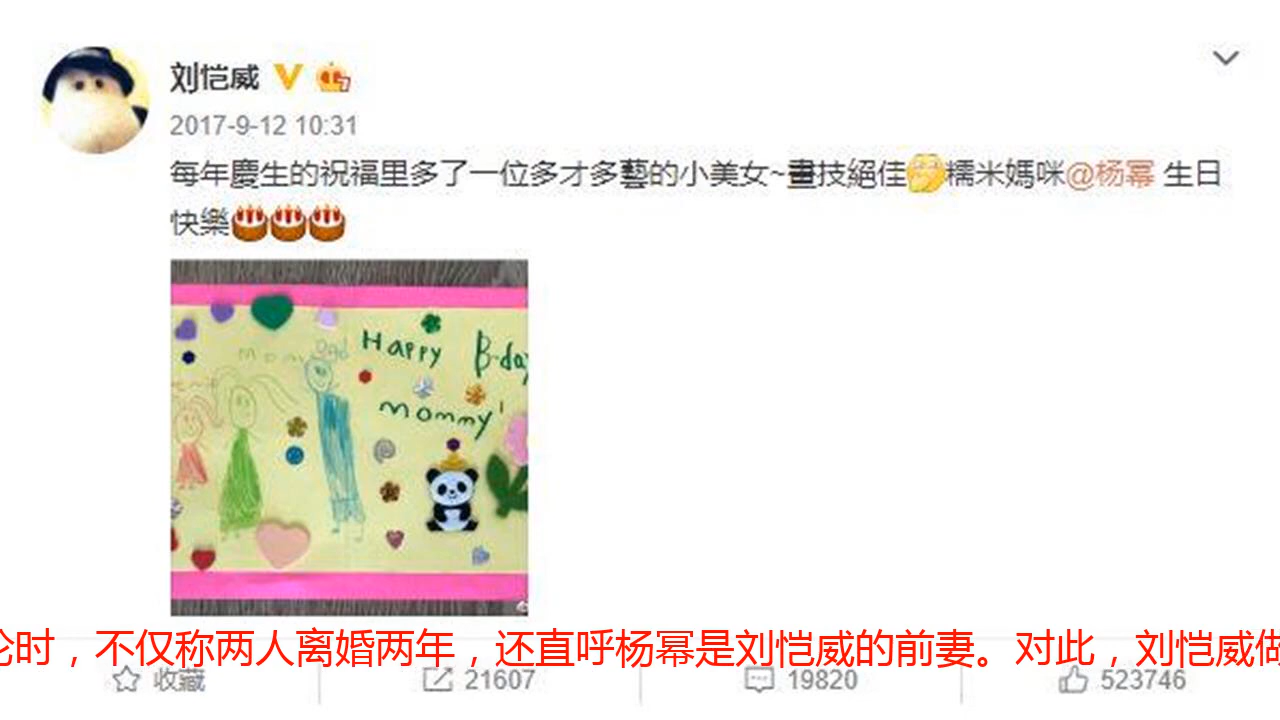 刘恺威
2017-9-12 10:31
每年慶生的祝福里多了一位多才多藝的小美女~畫技絕佳糯米媽咪@杨幂 生日
快樂
mom
Dad
Happy B-day
mommy!
时，不仅称两人离婚两年，还直呼杨幂是刘恺威的前妻。对此，刘恺威做
收藏
21607
19820
523746